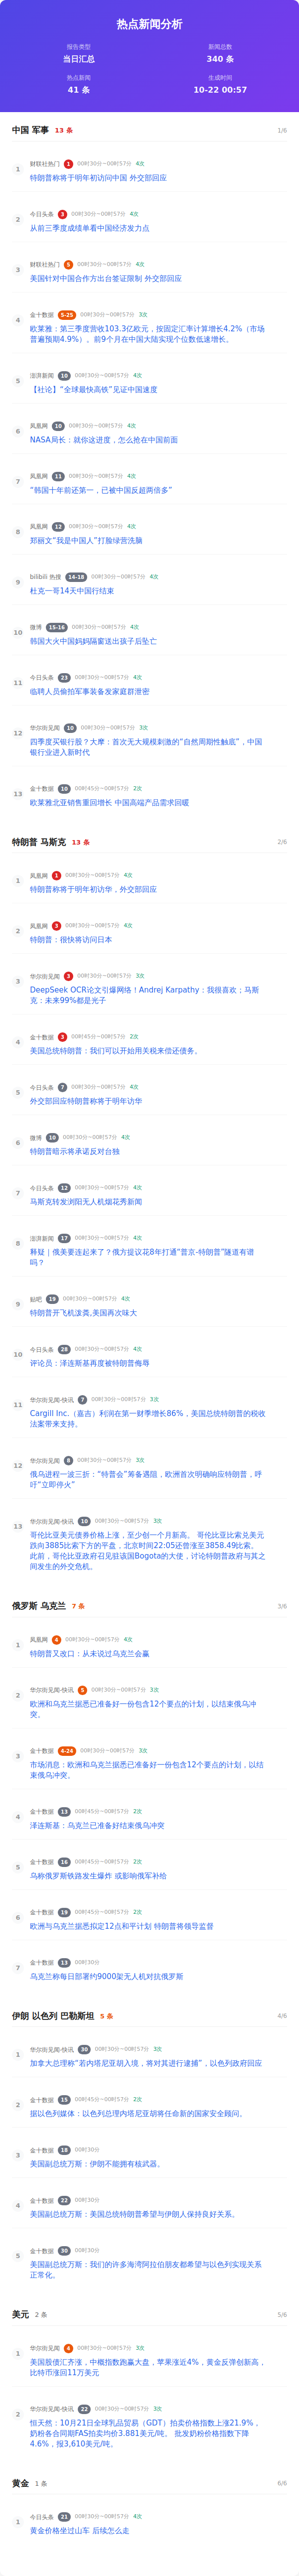 热点新闻分析
报告类型
当日汇总
新闻总数
340 条
热点新闻
41 条
生成时间
10-22 00:57
中国 军事 13 条 1/6
1
财联社热门 1 00时30分~00时57分 4次
特朗普称将于明年初访问中国 外交部回应
2
今日头条 3 00时30分~00时57分 4次
从前三季度成绩单看中国经济发力点
3
财联社热门 5 00时30分~00时57分 4次
美国针对中国合作方出台签证限制 外交部回应
4
金十数据 5-25 00时30分~00时57分 3次
欧莱雅：第三季度营收103.3亿欧元，按固定汇率计算增长4.2%（市场
普遍预期4.9%）。前9个月在中国大陆实现个位数低速增长。
5
澎湃新闻 10 00时30分~00时57分 4次
【社论】“全球最快高铁”见证中国速度
6
凤凰网 10 00时30分~00时57分 4次
NASA局长：就你这进度，怎么抢在中国前面
7
凤凰网 11 00时30分~00时57分 4次
“韩国十年前还第一，已被中国反超两倍多”
8
凤凰网 12 00时30分~00时57分 4次
郑丽文“我是中国人”打脸绿营洗脑
9
bilibili 热搜 14-18 00时30分~00时57分 4次
杜克一哥14天中国行结束
10
微博 15-16 00时30分~00时57分 4次
韩国大火中国妈妈隔窗送出孩子后坠亡
11
今日头条 23 00时30分~00时57分 4次
临聘人员偷拍军事装备发家庭群泄密
12
华尔街见闻 10 00时30分~00时57分 3次
四季度买银行股？大摩：首次无大规模刺激的“自然周期性触底”，中国
银行业进入新时代
13
金十数据 10 00时45分~00时57分 2次
欧莱雅北亚销售重回增长 中国高端产品需求回暖
特朗普 马斯克 13 条 2/6
1
凤凰网 1 00时30分~00时57分 4次
特朗普称将于明年初访华，外交部回应
2
凤凰网 3 00时30分~00时57分 4次
特朗普：很快将访问日本
3
华尔街见闻 3 00时30分~00时57分 3次
DeepSeek OCR论文引爆网络！Andrej Karpathy：我很喜欢；马斯
克：未来99%都是光子
4
金十数据 3 00时45分~00时57分 2次
美国总统特朗普：我们可以开始用关税来偿还债务。
5
今日头条 7 00时30分~00时57分 4次
外交部回应特朗普称将于明年访华
6
微博 10 00时30分~00时57分 4次
特朗普暗示将承诺反对台独
7
今日头条 12 00时30分~00时57分 4次
马斯克转发浏阳无人机烟花秀新闻
8
澎湃新闻 17 00时30分~00时57分 4次
释疑｜俄美要连起来了？俄方提议花8年打通“普京-特朗普”隧道有谱
吗？
9
贴吧 19 00时30分~00时57分 4次
特朗普开飞机泼粪,美国再次味大
10
今日头条 28 00时30分~00时57分 4次
评论员：泽连斯基再度被特朗普侮辱
11
华尔街见闻-快讯 7 00时30分~00时57分 3次
Cargill Inc.（嘉吉）利润在第一财季增长86%，美国总统特朗普的税收
法案带来支持。
12
华尔街见闻 8 00时30分~00时57分 3次
俄乌进程一波三折：“特普会”筹备遇阻，欧洲首次明确响应特朗普，呼
吁“立即停火”
13
华尔街见闻-快讯 10 00时30分~00时57分 3次
哥伦比亚美元债券价格上涨，至少创一个月新高。 哥伦比亚比索兑美元
跌向3885比索下方的平盘，北京时间22:05还曾涨至3858.49比索。
此前，哥伦比亚政府召见驻该国Bogota的大使，讨论特朗普政府与其之
间发生的外交危机。
俄罗斯 乌克兰 7 条 3/6
1
凤凰网 4 00时30分~00时57分 4次
特朗普又改口：从未说过乌克兰会赢
2
华尔街见闻-快讯 5 00时30分~00时57分 3次
欧洲和乌克兰据悉已准备好一份包含12个要点的计划，以结束俄乌冲
突。
3
金十数据 4-24 00时30分~00时57分 3次
市场消息：欧洲和乌克兰据悉已准备好一份包含12个要点的计划，以结
束俄乌冲突。
4
金十数据 13 00时45分~00时57分 2次
泽连斯基：乌克兰已准备好结束俄乌冲突
5
金十数据 16 00时45分~00时57分 2次
乌称俄罗斯铁路发生爆炸 或影响俄军补给
6
金十数据 19 00时45分~00时57分 2次
欧洲与乌克兰据悉拟定12点和平计划 特朗普将领导监督
7
金十数据 13 00时30分
乌克兰称每日部署约9000架无人机对抗俄罗斯
伊朗 以色列 巴勒斯坦 5 条 4/6
1
华尔街见闻-快讯 30 00时30分~00时57分 3次
加拿大总理称“若内塔尼亚胡入境，将对其进行逮捕”，以色列政府回应
2
金十数据 15 00时45分~00时57分 2次
据以色列媒体：以色列总理内塔尼亚胡将任命新的国家安全顾问。
3
金十数据 18 00时30分
美国副总统万斯：伊朗不能拥有核武器。
4
金十数据 22 00时30分
美国副总统万斯：美国总统特朗普希望与伊朗人保持良好关系。
5
金十数据 30 00时30分
美国副总统万斯：我们的许多海湾阿拉伯朋友都希望与以色列实现关系
正常化。
美元 2 条 5/6
1
华尔街见闻 4 00时30分~00时57分 3次
美国股债汇齐涨，中概指数跑赢大盘，苹果涨近4%，黄金反弹创新高，
比特币涨回11万美元
2
华尔街见闻-快讯 22 00时30分~00时57分 3次
恒天然：10月21日全球乳品贸易（GDT）拍卖价格指数上涨21.9%，
奶粉各合同期FAS拍卖均价3.881美元/吨。 批发奶粉价格指数下降
4.6%，报3,610美元/吨。
黄金 1 条 6/6
1
今日头条 21 00时30分~00时57分 4次
黄金价格坐过山车 后续怎么走